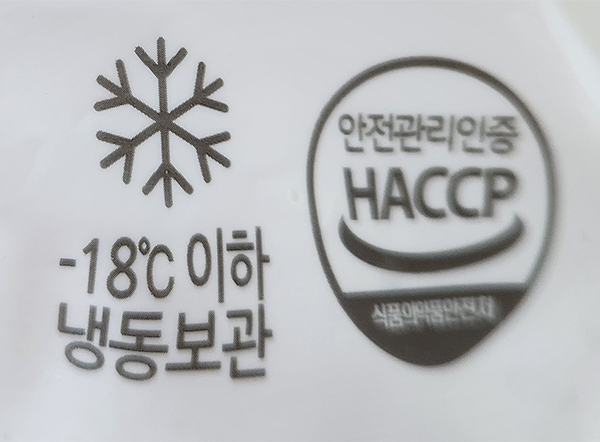 -18℃ 이하
냉동보관
안전관리인증
HACCP
식품의약품안전처